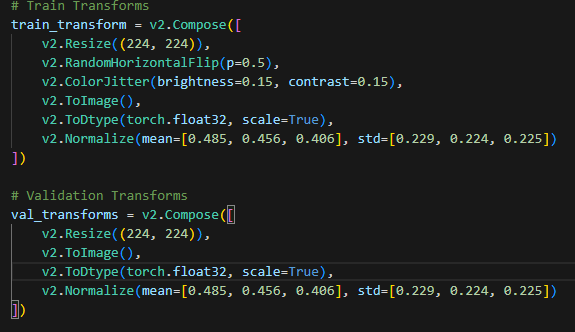 # Train Transforms
train_transform = v2.Compose([
    v2.Resize((224, 224)),
    v2.RandomHorizontalFlip(p=0.5),
    v2.ColorJitter(brightness=0.15, contrast=0.15),
    v2.ToImage(),
    v2.ToDtype(torch.float32, scale=True),
    v2.Normalize(mean=[0.485, 0.456, 0.406], std=[0.229, 0.224, 0.225])
])
# Validation Transforms
val_transforms = v2.Compose([
    v2.Resize((224, 224)),
    v2.ToImage(),
    v2.ToDtype(torch.float32, scale=True),
    v2.Normalize(mean=[0.485, 0.456, 0.406], std=[0.229, 0.224, 0.225])
])